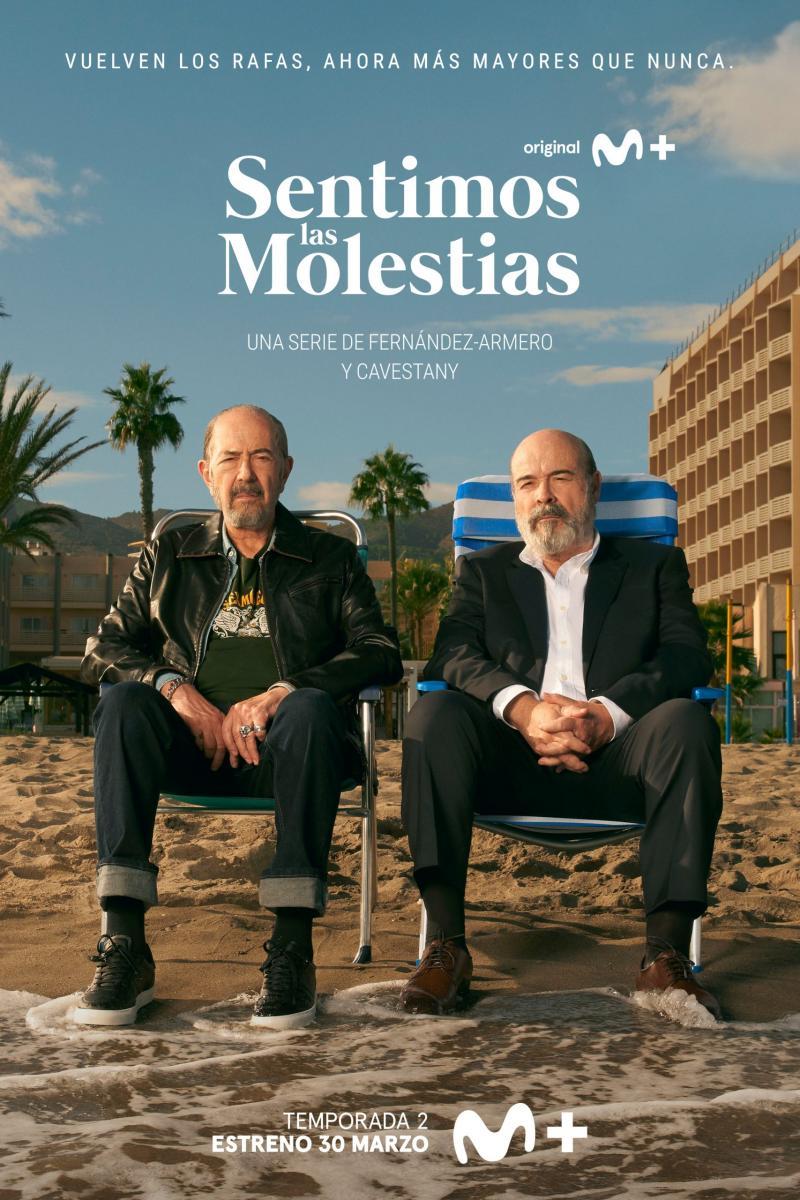 VUELVEN LOS RAFAS, AHORA MÁS MAYORES QUE NUNCA.
original M+
Sentimos
las
Molestias
UNA SERIE DE FERNÁNDEZ-ARMERO
Y CAVESTANY
TEMPORADA 2
ESTRENO 30 MARZO
M+